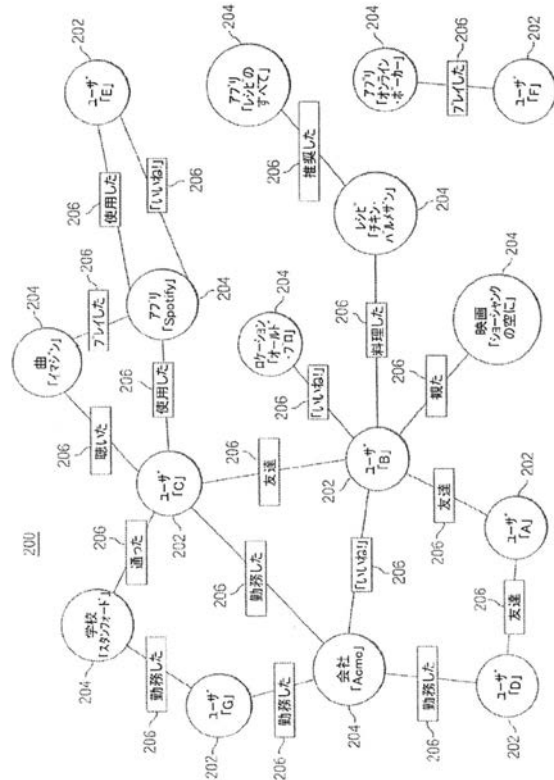 200
204
学校
「スタンフォード」
206
通った
206
聴いた
204
曲
「イマジン」
206
プレイした
206
使用した
202
ユーザ
「E」
206
勤務した
ユーザ
「C」
202
206
使用した
アプリ
「Spotify」
204
206
「いいね!」
ユーザ
「G」
202
206
勤務した
206
勤務した
206
友達
204
ロケーション
「オールド・プロ」
206
「いいね!」
204
アプリ
「レシピの
すべて」
206
推奨した
会社
「Acmo」
204
206
「いいね!」
202
ユーザ
「B」
206
料理した
レシピ
「チキン・
パルメザン」
204
206
勤務した
206
友達
206
観た
204
アプリ
「オンライン
・ポーカー」
206
プレイした
202
ユーザ
「F」
202
ユーザ
「D」
206
友達
202
ユーザ
「A」
映画
「ショーシャンク
の空に」
204